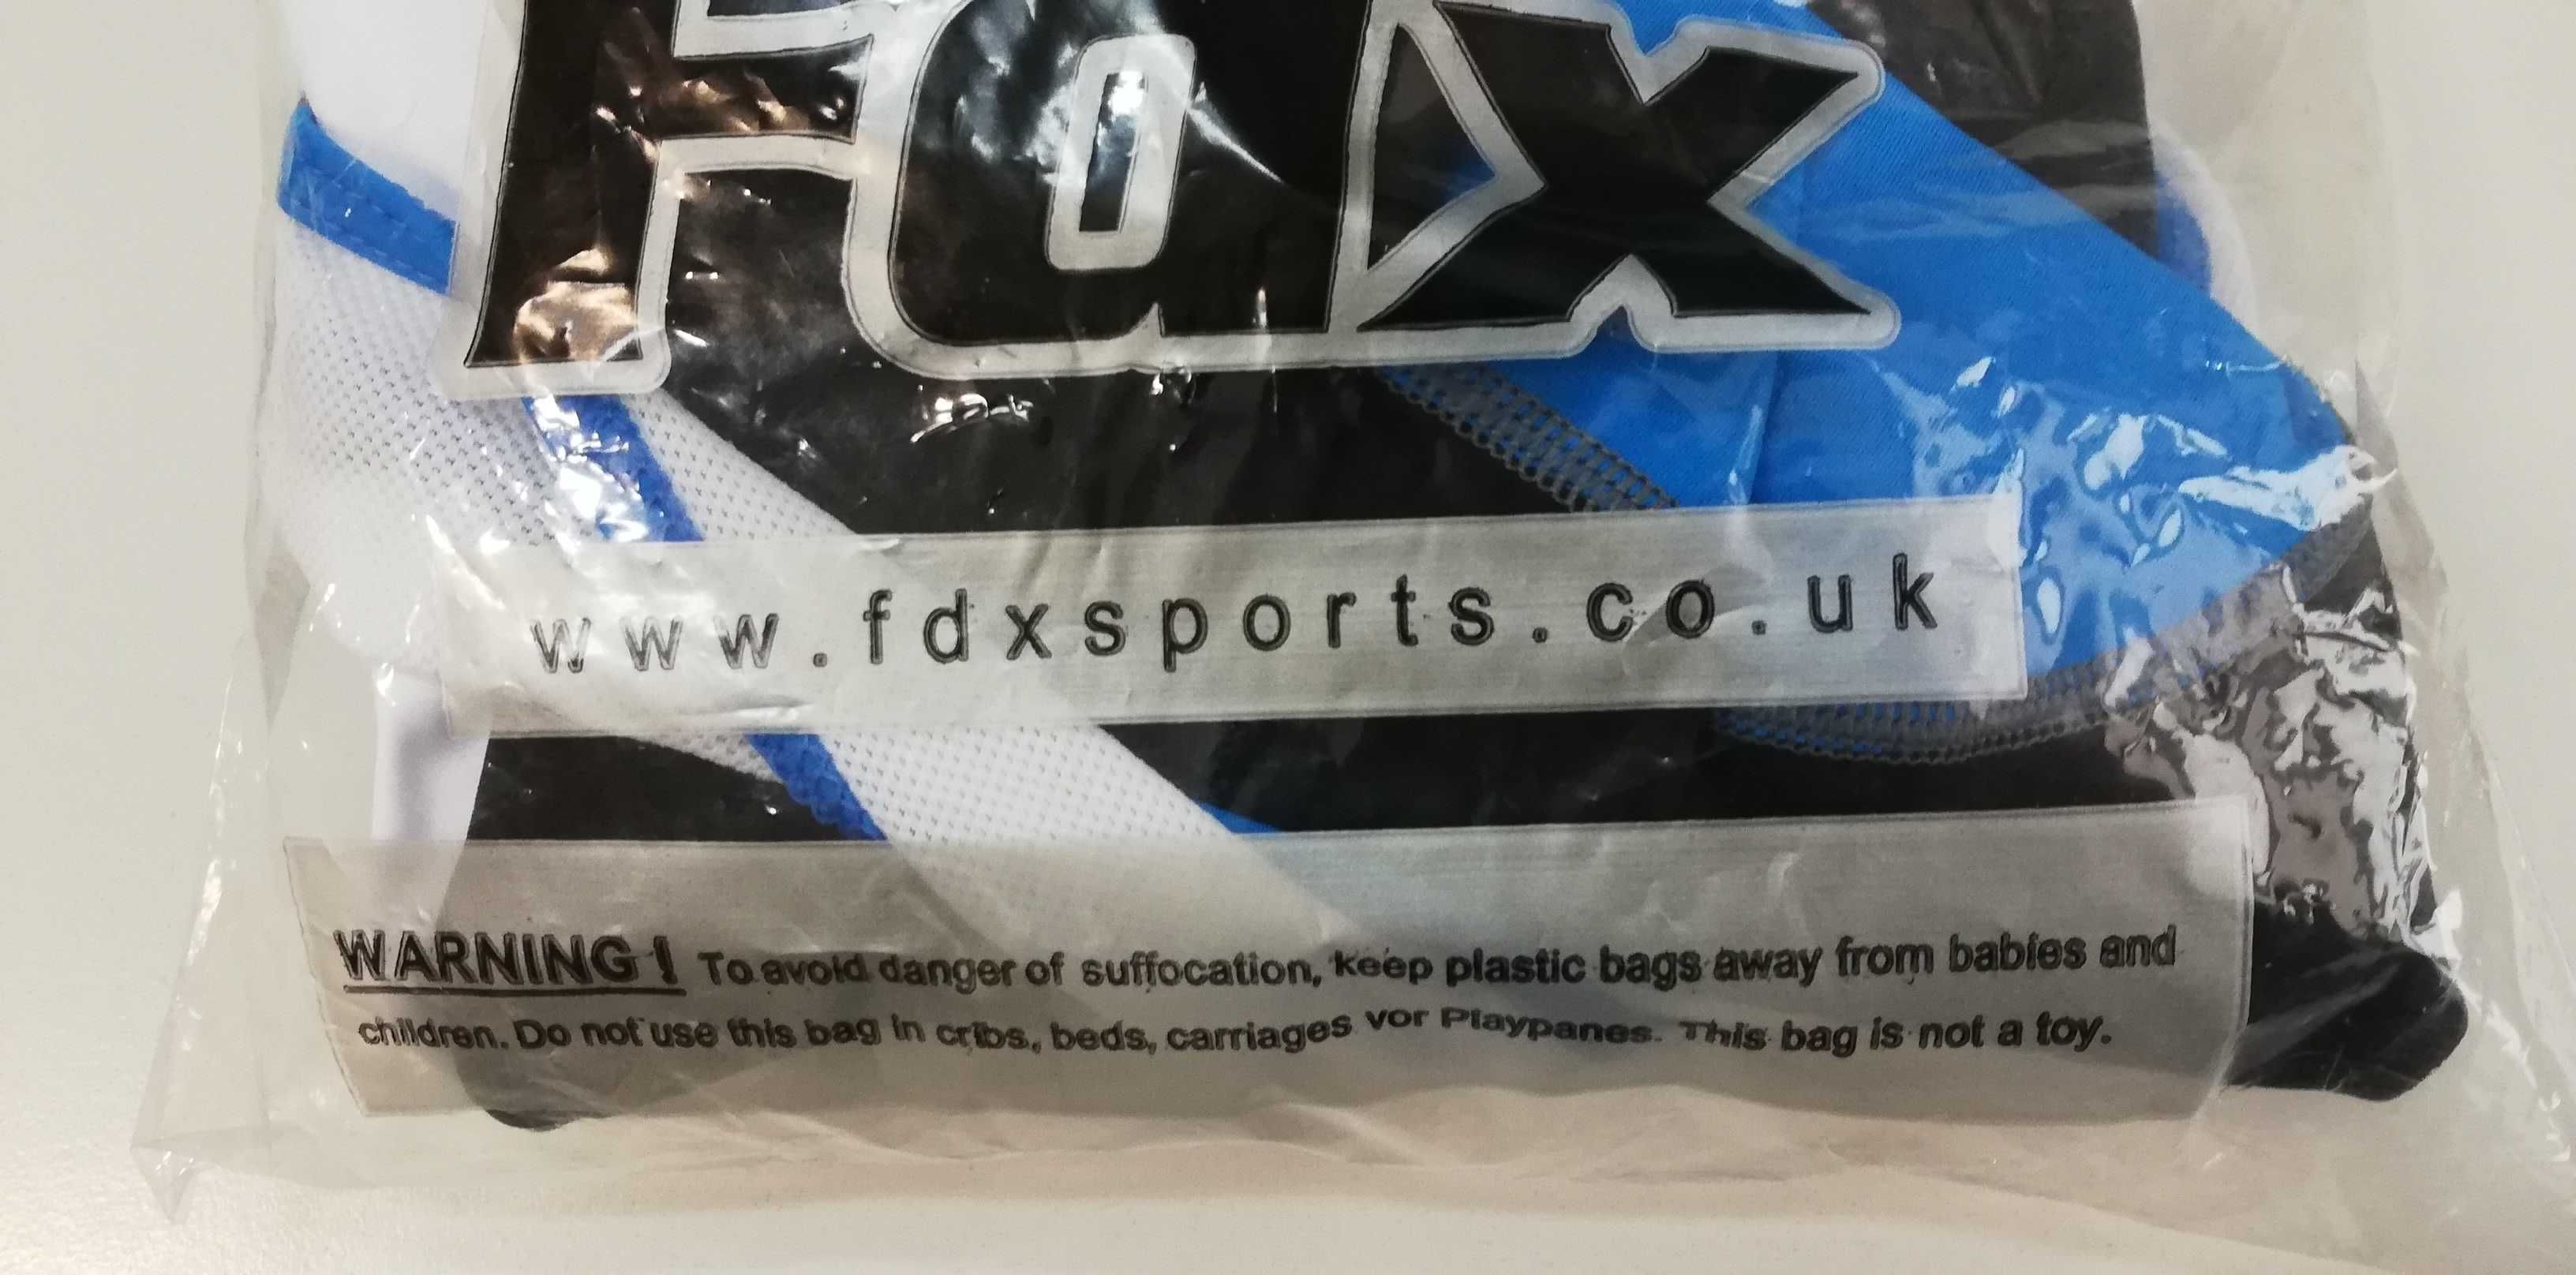 Fdx
www.fdxsports.co.uk
WARNING! To avoid danger of suffocation, keep plastic bags away from babies and
children. Do not use this bag in cribs, beds, carriages vor Playpanes. This bag is not a toy.